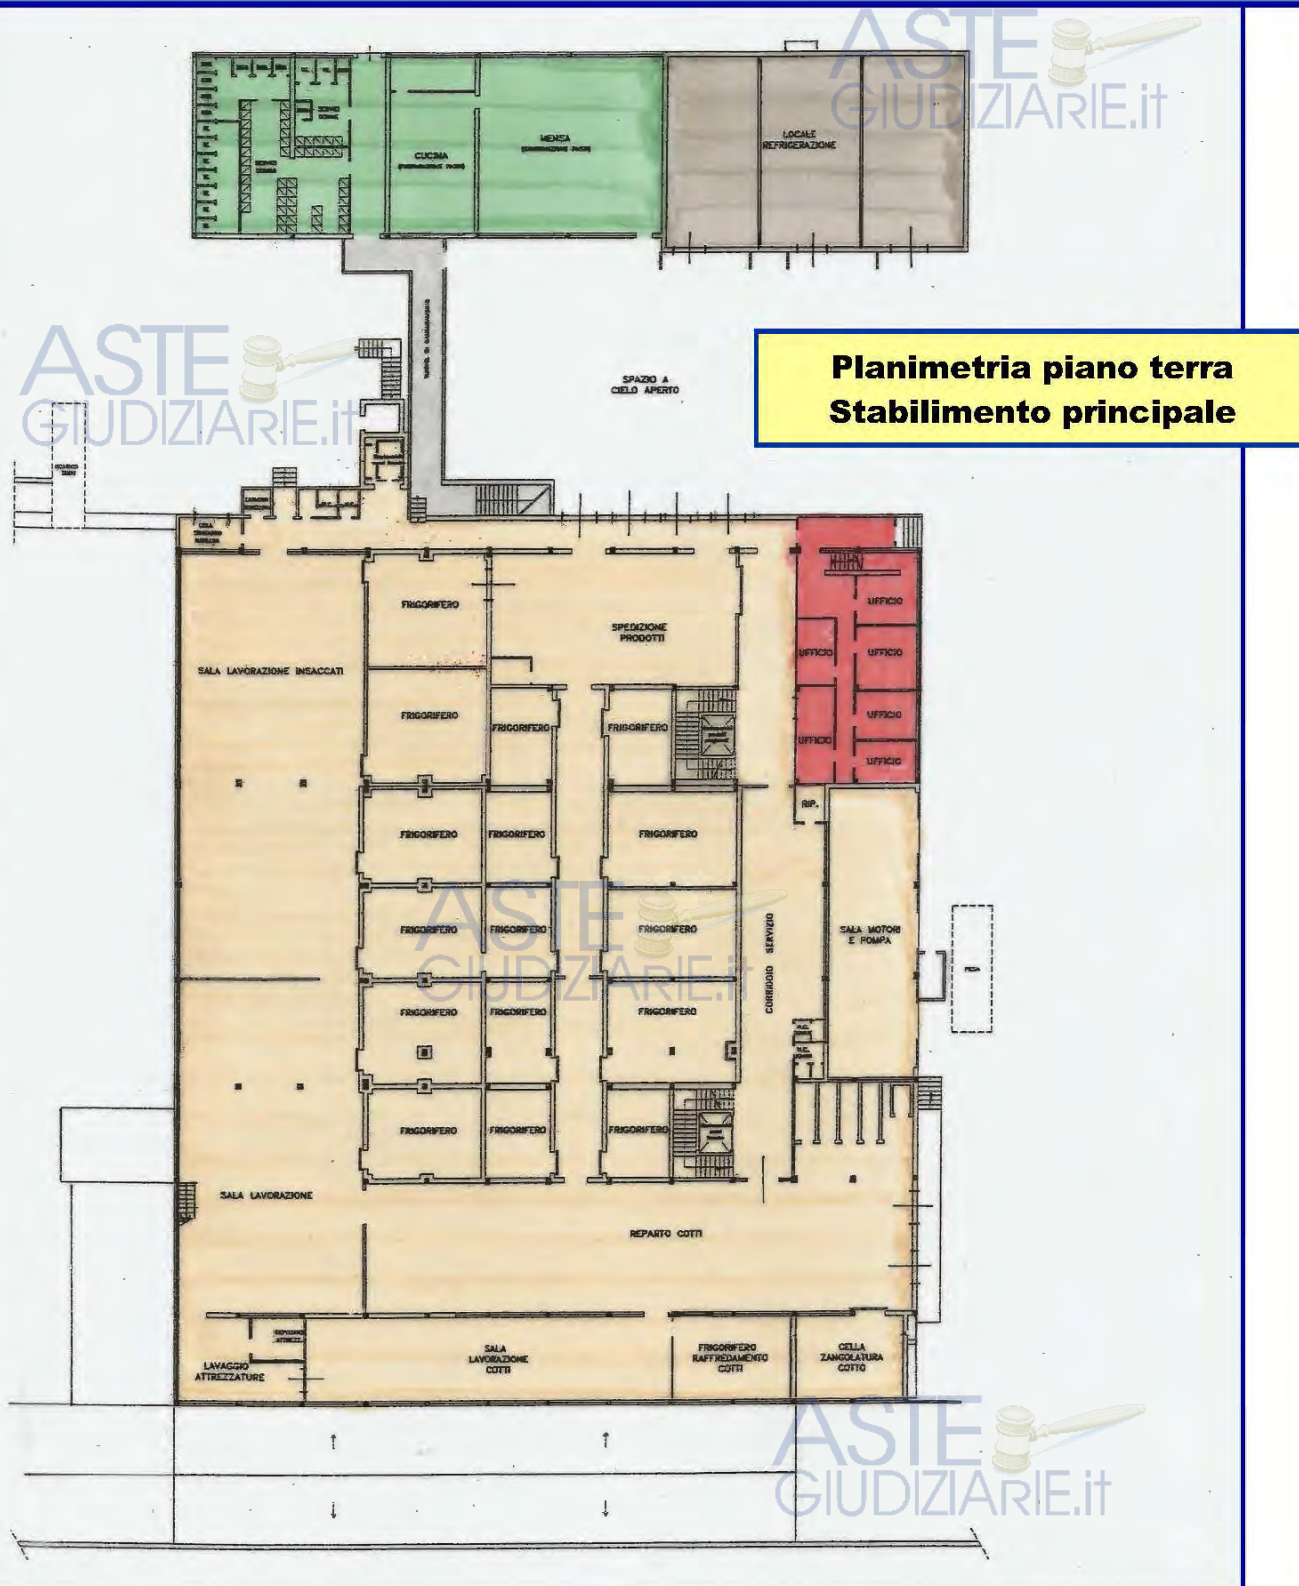 ASTE
GIUDIZIARIE.it
LOCALE
REFRIGERAZIONE
MENSA
CUCINA
SPAZIO A
CIELO APERTO
Planimetria piano terra
Stabilimento principale
ASTE
GIUDIZIARIE.it
FRIGORIFERO
SPEDIZIONE
PRODOTTI
UFFICIO
UFFICIO
UFFICIO
SALA LAVORAZIONE INSACCATI
FRIGORIFERO
FRIGORIFERO
FRIGORIFERO
UFFICIO
UFFICIO
UFFICIO
RIP.
FRIGORIFERO
FRIGORIFERO
FRIGORIFERO
ASTE
GIUDIZIARIE.it
FRIGORIFERO
FRIGORIFERO
FRIGORIFERO
CORRIDOIO SERVIZIO
SALA MOTORI
E POMPA
FRIGORIFERO
FRIGORIFERO
FRIGORIFERO
FRIGORIFERO
FRIGORIFERO
FRIGORIFERO
SALA LAVORAZIONE
REPARTO COTTI
LAVAGGIO
ATTREZZATURE
SALA
LAVORAZIONE
COTTI
FRIGORIFERO
RAFFREDAMENTO
COTTI
CELLA
ZANGOLATURA
COTTO
ASTE
GIUDIZIARIE.it